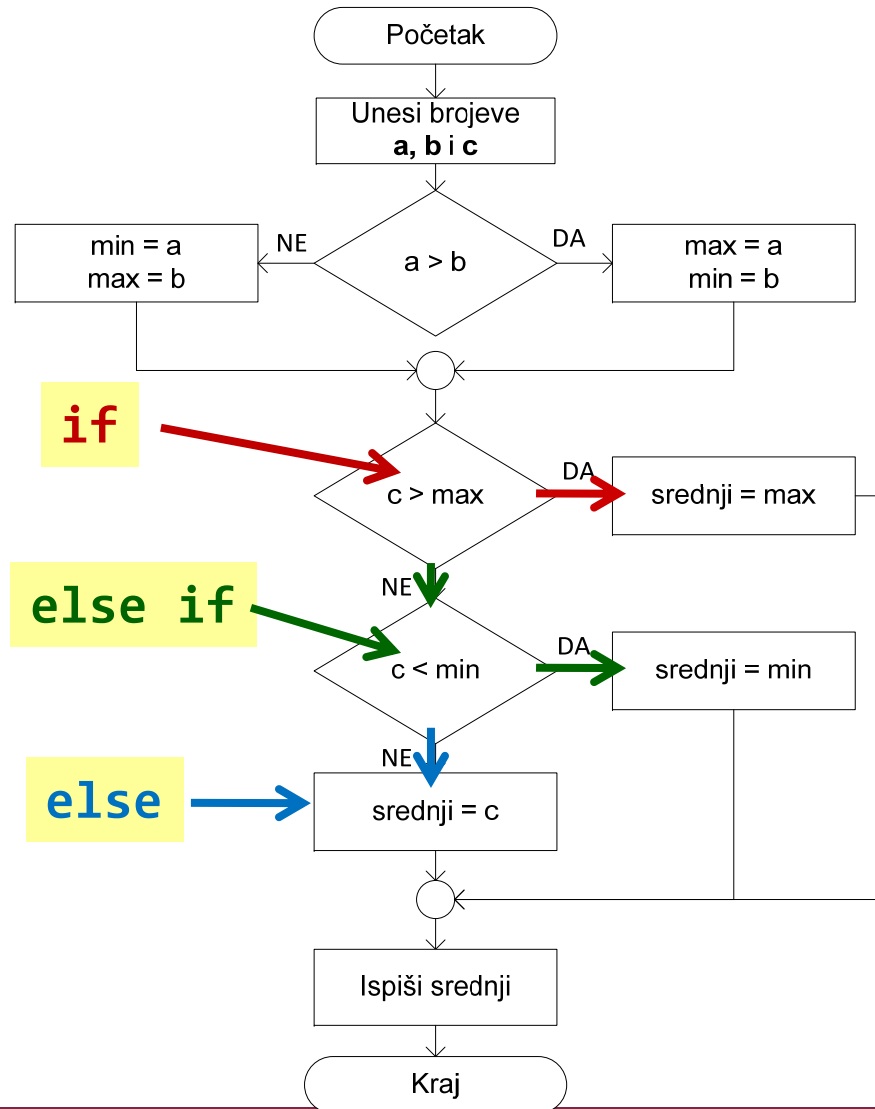 Početak
Unesi brojeve
a, b i c
NE
a > b
DA
min = a
max = b
max = a
min = b
if
c > max
DA
srednji = max
NE
else if
c < min
DA
srednji = min
NE
else
srednji = c
Ispiši srednji
Kraj